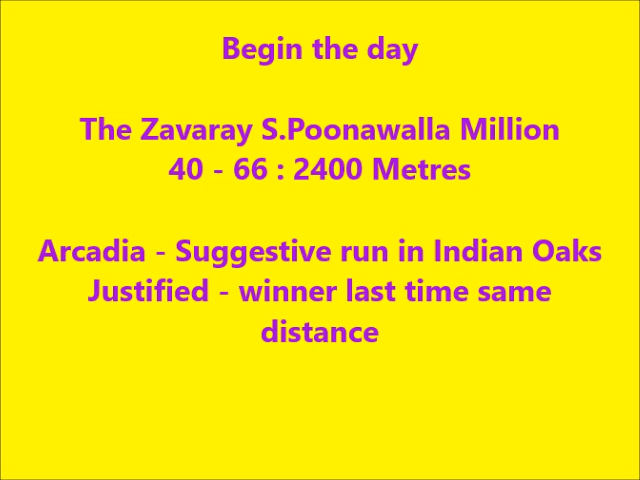 Begin the day
The Zavaray S.Poonawalla Million
40 - 66 : 2400 Metres
Arcadia - Suggestive run in Indian Oaks
Justified - winner last time same
distance